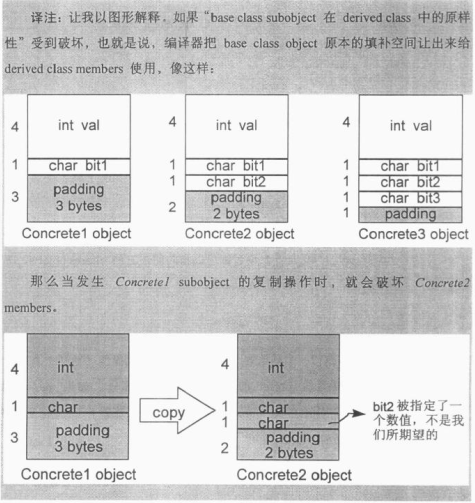 译注：让我以图形解释。如果“base class subobject 在 derived class 中的原样
性”受到破坏，也就是说，编译器把 base class object 原本的填补空间让出来给
derived class members 使用，像这样：
4 int val
1 char bit1
3 padding
3 bytes
Concrete1 object
4 int val
1 char bit1
1 char bit2
2 padding
2 bytes
Concrete2 object
4 int val
1 char bit1
1 char bit2
1 char bit3
1 padding
Concrete3 object
那么当发生 Concrete1 subobject 的复制操作时，就会破坏 Concrete2
members。
4 int
1 char
3 padding
3 bytes
Concrete1 object
copy
4 int
1 char
1 char
2 padding
2 bytes
Concrete2 object
bit2 被指定了一
个数值，不是我
们所期望的